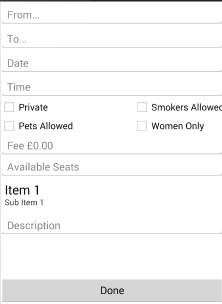 From...
To...
Date
Time
Private Smokers Allowed
Pets Allowed Women Only
Fee £0.00
Available Seats
Item 1
Sub Item 1
Description
Done